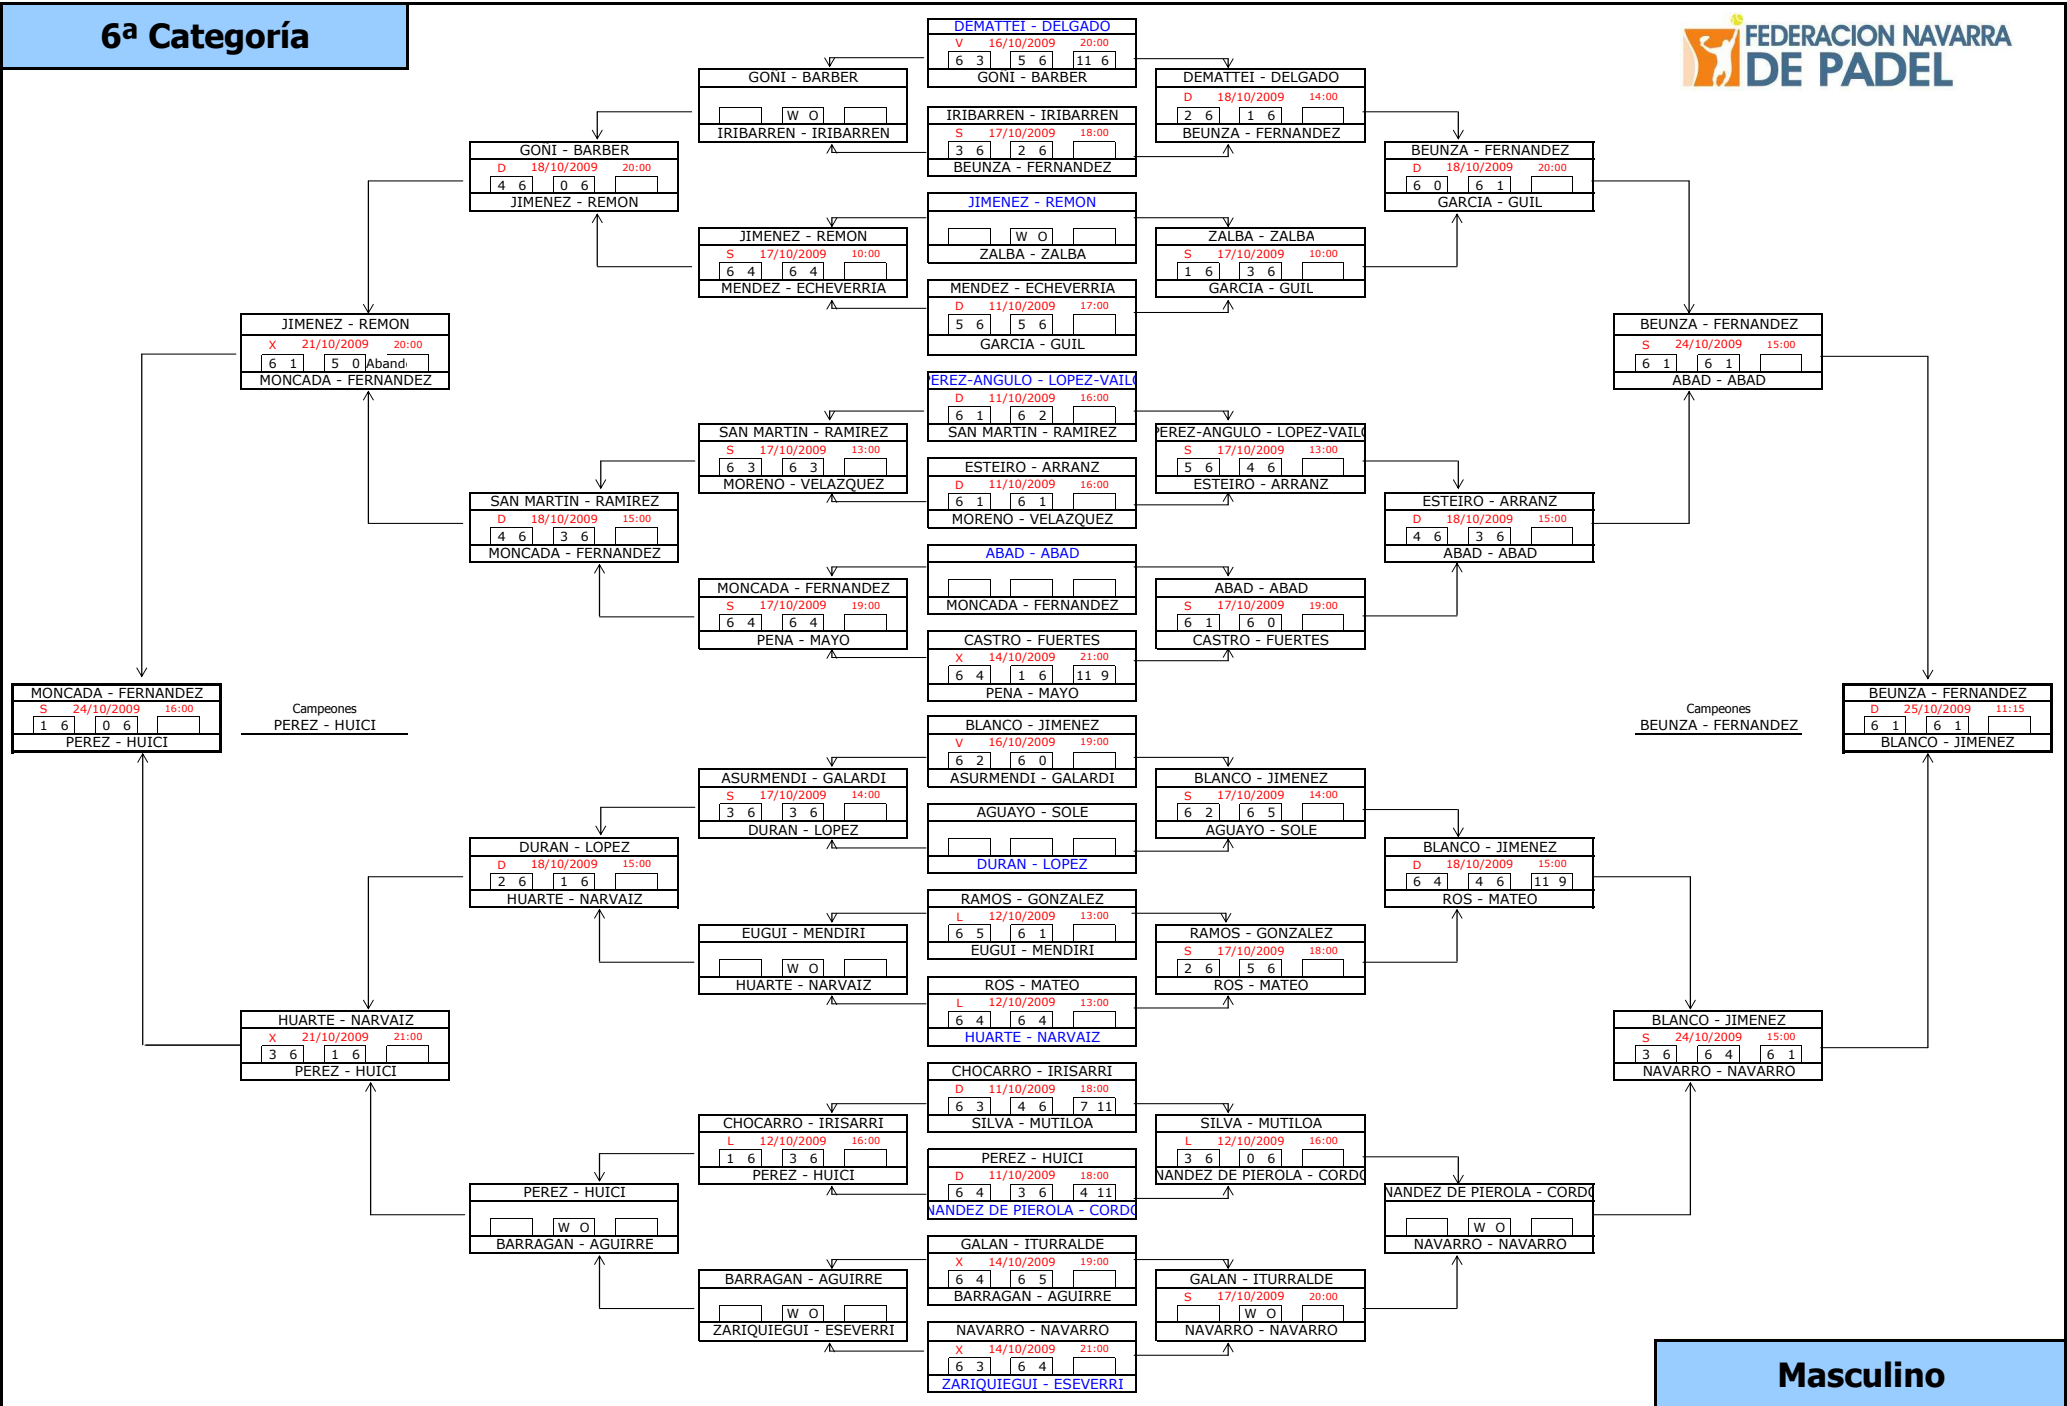 6ª Categoría
FEDERACION NAVARRA
DE PADEL
MONCADA - FERNANDEZ
S 24/10/2009 16:00
1 6 0 6
PEREZ - HUICI
Campeones
PEREZ - HUICI
JIMENEZ - REMON
X 21/10/2009 20:00
6 1 5 0 Aband
MONCADA - FERNANDEZ
HUARTE - NARVAIZ
X 21/10/2009 21:00
3 6 1 6
PEREZ - HUICI
GOÑI - BARBER
D 18/10/2009 20:00
4 6 0 6
JIMENEZ - REMON
SAN MARTIN - RAMIREZ
D 18/10/2009 15:00
4 6 3 6
MONCADA - FERNANDEZ
DURAN - LOPEZ
D 18/10/2009 15:00
2 6 1 6
HUARTE - NARVAIZ
PEREZ - HUICI
W O
BARRAGAN - AGUIRRE
GOÑI - BARBER
W O
IRIBARREN - IRIBARREN
JIMENEZ - REMON
S 17/10/2009 10:00
6 4 6 4
MENDEZ - ECHEVERRIA
SAN MARTIN - RAMIREZ
S 17/10/2009 13:00
6 3 6 3
MORENO - VELAZQUEZ
MONCADA - FERNANDEZ
S 17/10/2009 19:00
6 4 6 4
PENA - MAYO
ASURMENDI - GALARDI
S 17/10/2009 14:00
3 6 3 6
DURAN - LOPEZ
EUGUI - MENDIRI
W O
HUARTE - NARVAIZ
CHOCARRO - IRISARRI
L 12/10/2009 16:00
1 6 3 6
PEREZ - HUICI
BARRAGAN - AGUIRRE
W O
ZARIQUIEGUI - ESEVERRI
DEMATTEI - DELGADO
V 16/10/2009 20:00
6 3 5 6 11 6
GOÑI - BARBER
IRIBARREN - IRIBARREN
S 17/10/2009 18:00
3 6 2 6
BEUNZA - FERNANDEZ
JIMENEZ - REMON
W O
ZALBA - ZALBA
MENDEZ - ECHEVERRIA
D 11/10/2009 17:00
5 6 5 6
GARCIA - GUIL
PEREZ-ANGULO - LOPEZ-VAILO
D 11/10/2009 16:00
6 1 6 2
SAN MARTIN - RAMIREZ
ESTEIRO - ARRANZ
D 11/10/2009 16:00
6 1 6 1
MORENO - VELAZQUEZ
ABAD - ABAD
MONCADA - FERNANDEZ
CASTRO - FUERTES
X 14/10/2009 21:00
6 4 1 6 11 9
PENA - MAYO
BLANCO - JIMENEZ
V 16/10/2009 19:00
6 2 6 0
ASURMENDI - GALARDI
AGUAYO - SOLE
DURAN - LOPEZ
RAMOS - GONZALEZ
L 12/10/2009 13:00
6 5 6 1
EUGUI - MENDIRI
ROS - MATEO
L 12/10/2009 13:00
6 4 6 4
HUARTE - NARVAIZ
CHOCARRO - IRISARRI
D 11/10/2009 18:00
6 3 4 6 7 11
SILVA - MUTILOA
PEREZ - HUICI
D 11/10/2009 18:00
6 4 3 6 4 11
NANDEZ DE PIEROLA - CORDO
GALAN - ITURRALDE
X 14/10/2009 19:00
6 4 6 5
BARRAGAN - AGUIRRE
NAVARRO - NAVARRO
X 14/10/2009 21:00
6 3 6 4
ZARIQUIEGUI - ESEVERRI
DEMATTEI - DELGADO
D 18/10/2009 14:00
2 6 1 6
BEUNZA - FERNANDEZ
ZALBA - ZALBA
S 17/10/2009 10:00
1 6 3 6
GARCIA - GUIL
PEREZ-ANGULO - LOPEZ-VAILO
S 17/10/2009 13:00
5 6 4 6
ESTEIRO - ARRANZ
ABAD - ABAD
S 17/10/2009 19:00
6 1 6 0
CASTRO - FUERTES
BLANCO - JIMENEZ
S 17/10/2009 14:00
6 2 6 5
AGUAYO - SOLE
RAMOS - GONZALEZ
S 17/10/2009 18:00
2 6 5 6
ROS - MATEO
SILVA - MUTILOA
L 12/10/2009 16:00
3 6 0 6
NANDEZ DE PIEROLA - CORDO
GALAN - ITURRALDE
S 17/10/2009 20:00
W O
NAVARRO - NAVARRO
BEUNZA - FERNANDEZ
D 18/10/2009 20:00
6 0 6 1
GARCIA - GUIL
ESTEIRO - ARRANZ
D 18/10/2009 15:00
4 6 3 6
ABAD - ABAD
BLANCO - JIMENEZ
D 18/10/2009 15:00
6 4 4 6 11 9
ROS - MATEO
NANDEZ DE PIEROLA - CORDO
W O
NAVARRO - NAVARRO
BEUNZA - FERNANDEZ
S 24/10/2009 15:00
6 1 6 1
ABAD - ABAD
BLANCO - JIMENEZ
S 24/10/2009 15:00
3 6 6 4 6 1
NAVARRO - NAVARRO
Campeones
BEUNZA - FERNANDEZ
BEUNZA - FERNANDEZ
D 25/10/2009 11:15
6 1 6 1
BLANCO - JIMENEZ
Masculino